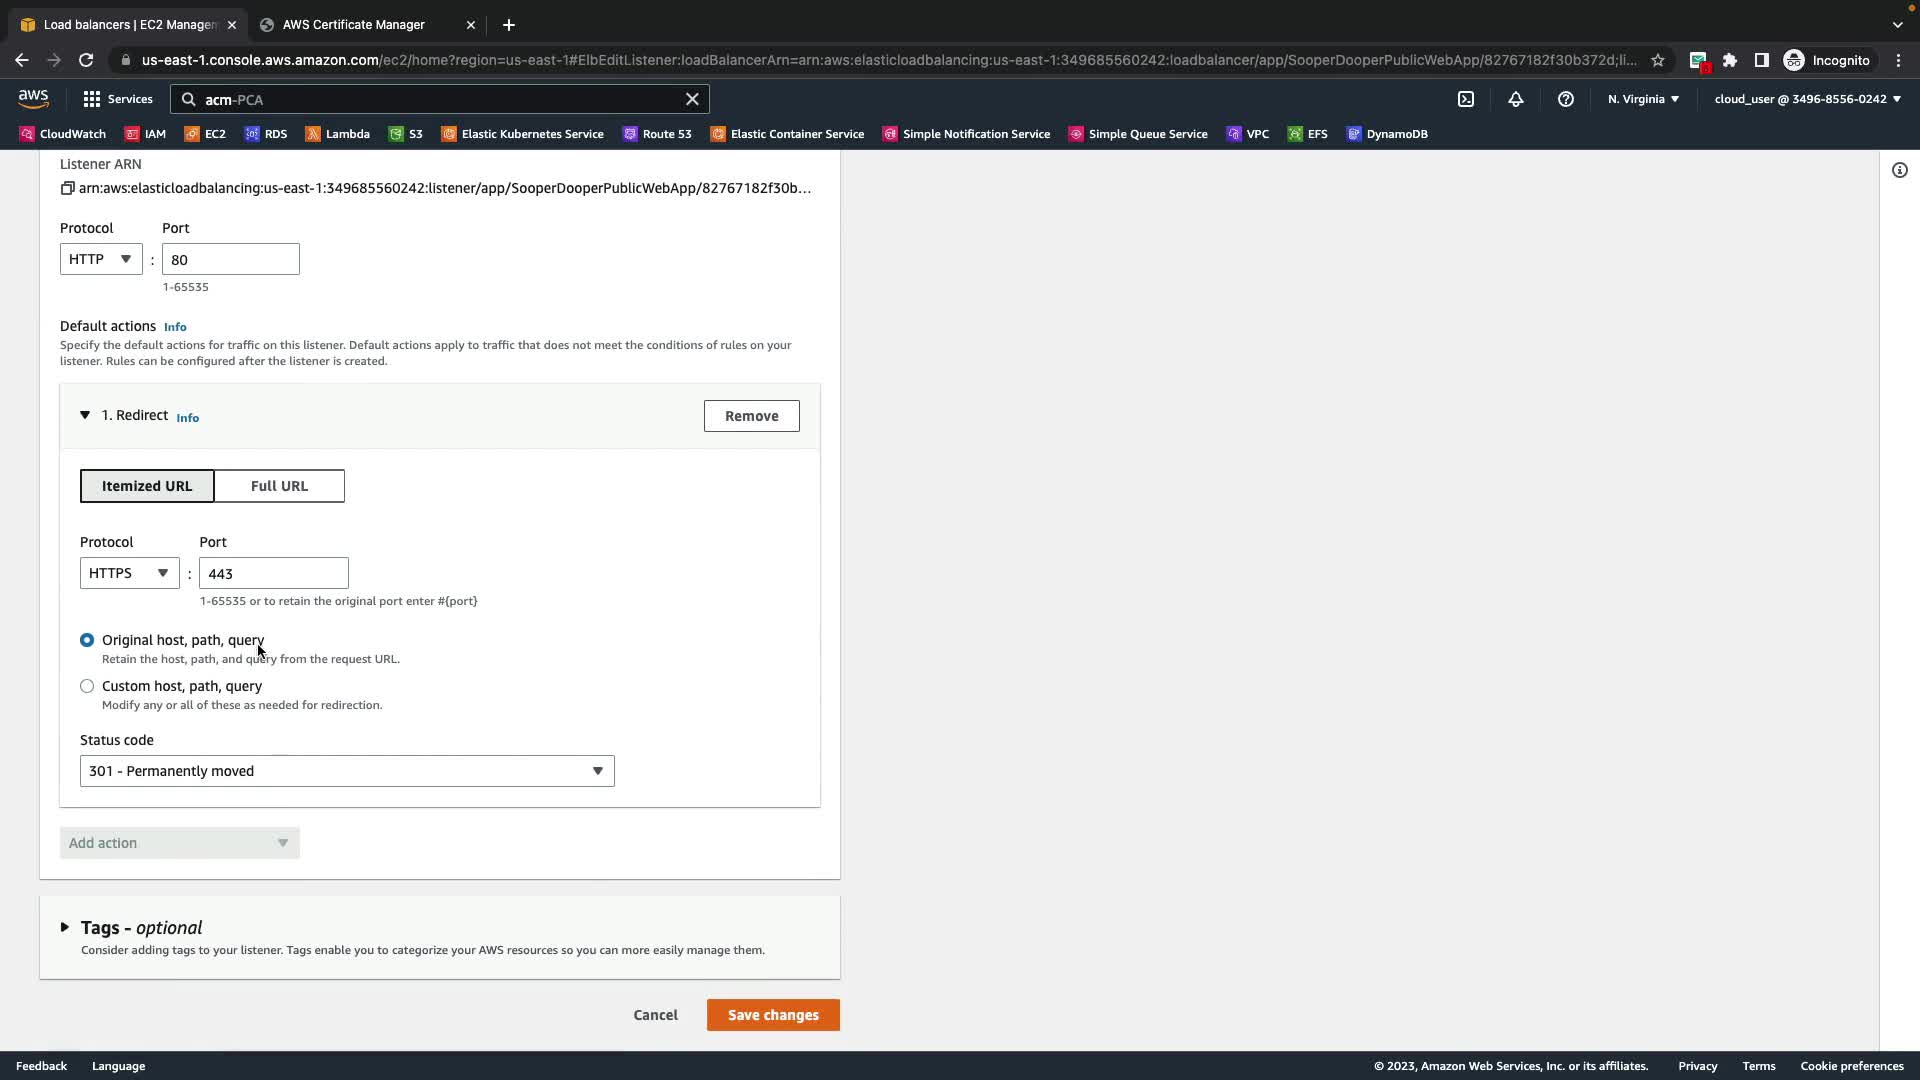 Load balancers | EC2 Managem
AWS Certificate Manager
us-east-1.console.aws.amazon.com/ec2/home?region=us-east-1#ElbEditListener:loadBalancerArn=arn:aws:elasticloadbalancing:us-east-1:349685560242:loadbalancer/app/SooperDooperPublicWebApp/82767182f30b372d;li...
Incognito
aws
Services
acm-PCA
N. Virginia
cloud_user @ 3496-8556-0242
CloudWatch
IAM
EC2
RDS
Lambda
S3
Elastic Kubernetes Service
Route 53
Elastic Container Service
Simple Notification Service
Simple Queue Service
VPC
EFS
DynamoDB
Listener ARN
arn:aws:elasticloadbalancing:us-east-1:349685560242:listener/app/SooperDooperPublicWebApp/82767182f30b...
Protocol Port
HTTP : 80
1-65535
Default actions Info
Specify the default actions for traffic on this listener. Default actions apply to traffic that does not meet the conditions of rules on your
listener. Rules can be configured after the listener is created.
1. Redirect Info
Remove
Itemized URL Full URL
Protocol Port
HTTPS : 443
1-65535 or to retain the original port enter #{port}
Original host, path, query
Retain the host, path, and query from the request URL.
Custom host, path, query
Modify any or all of these as needed for redirection.
Status code
301 - Permanently moved
Add action
Tags - optional
Consider adding tags to your listener. Tags enable you to categorize your AWS resources so you can more easily manage them.
Cancel Save changes
Feedback Language
© 2023, Amazon Web Services, Inc. or its affiliates. Privacy Terms Cookie preferences